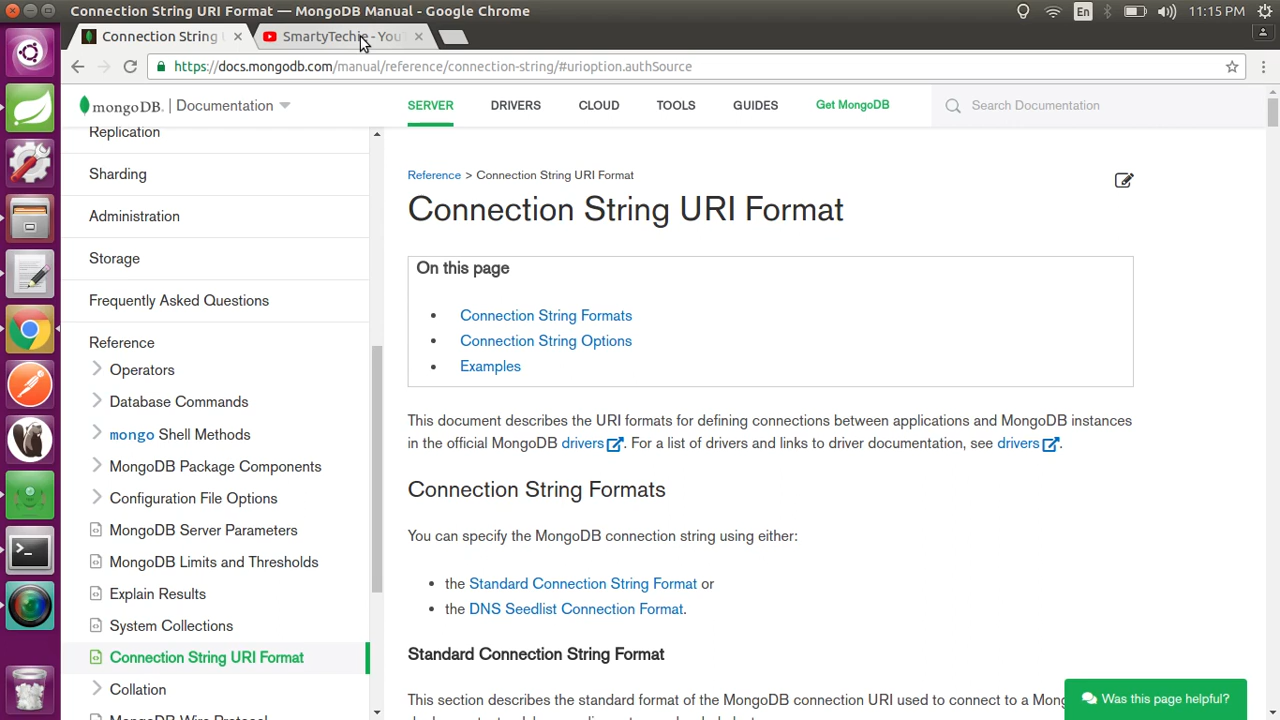 Connection String URI Format — MongoDB Manual - Google Chrome
En
11:15 PM
Connection String
SmartyTechie - You
https://docs.mongodb.com/manual/reference/connection-string/#urioption.authSource
mongoDB. | Documentation
SERVER
DRIVERS
CLOUD
TOOLS
GUIDES
Get MongoDB
Search Documentation
Replication
Sharding
Administration
Storage
Frequently Asked Questions
Reference
Operators
Database Commands
mongo Shell Methods
MongoDB Package Components
Configuration File Options
MongoDB Server Parameters
MongoDB Limits and Thresholds
Explain Results
System Collections
Connection String URI Format
Collation
MongoDB Wire Protocol
Reference > Connection String URI Format
Connection String URI Format
On this page
• Connection String Formats
• Connection String Options
• Examples
This document describes the URI formats for defining connections between applications and MongoDB instances
in the official MongoDB drivers. For a list of drivers and links to driver documentation, see drivers.
Connection String Formats
You can specify the MongoDB connection string using either:
• the Standard Connection String Format or
• the DNS Seedlist Connection Format.
Standard Connection String Format
This section describes the standard format of the MongoDB connection URI used to connect to a Mong
Was this page helpful?